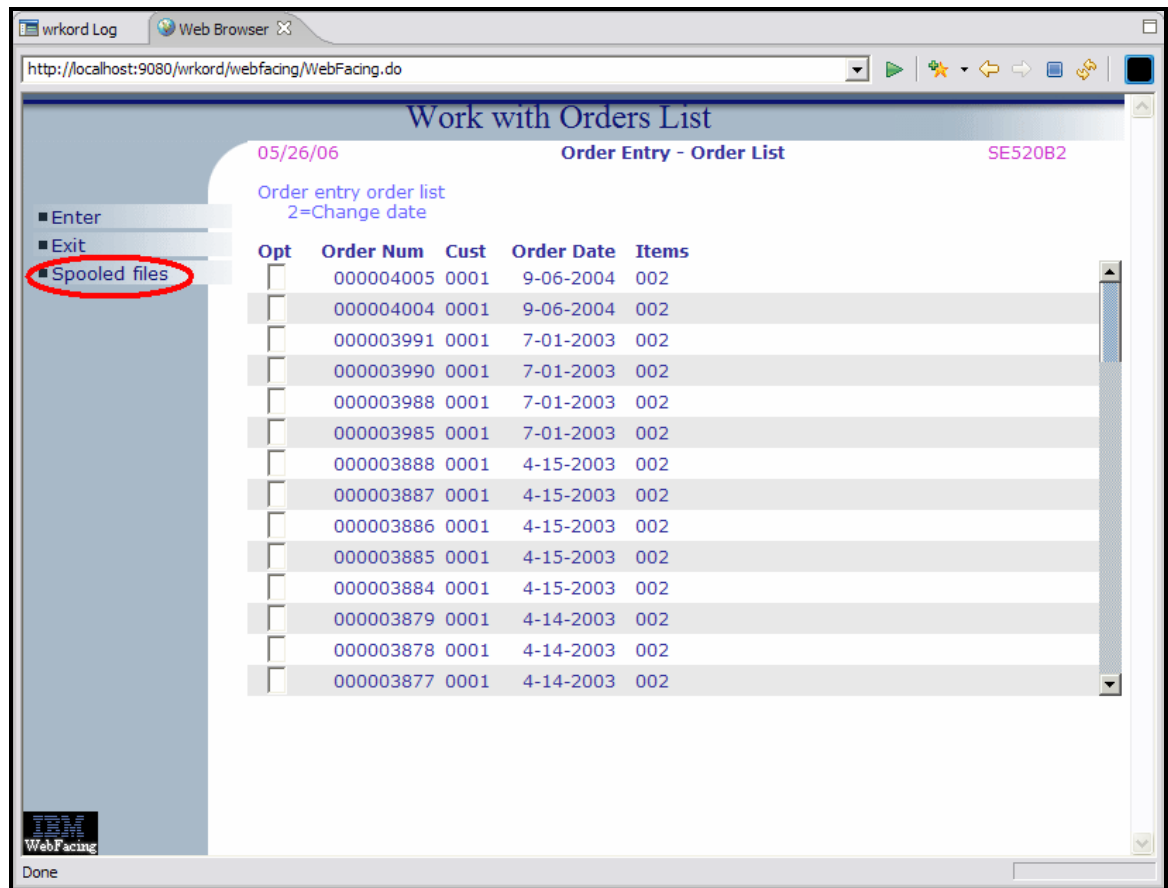 wrkord Log Web Browser
http://localhost:9080/wrkord/webfacing/WebFacing.do
Work with Orders List
05/26/06 Order Entry - Order List SE520B2
Order entry order list
2=Change date
Enter
Exit
Spooled files
Opt Order Num Cust Order Date Items
000004005 0001 9-06-2004 002
000004004 0001 9-06-2004 002
000003991 0001 7-01-2003 002
000003990 0001 7-01-2003 002
000003988 0001 7-01-2003 002
000003985 0001 7-01-2003 002
000003888 0001 4-15-2003 002
000003887 0001 4-15-2003 002
000003886 0001 4-15-2003 002
000003885 0001 4-15-2003 002
000003884 0001 4-15-2003 002
000003879 0001 4-14-2003 002
000003878 0001 4-14-2003 002
000003877 0001 4-14-2003 002
IBM
WebFacing
Done